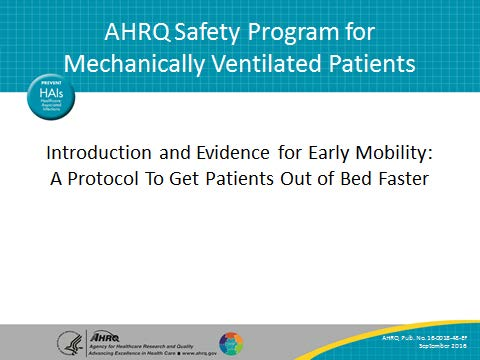 AHRQ Safety Program for
Mechanically Ventilated Patients
PREVENT
HAIs
Healthcare
Associated
Infections
Introduction and Evidence for Early Mobility:
A Protocol To Get Patients Out of Bed Faster
AHRQ
Agency for Healthcare Research and Quality
Advancing Excellence in Health Care ■ www.ahrq.gov
AHRQ Pub. No. 16-0018-45-EF
September 2016